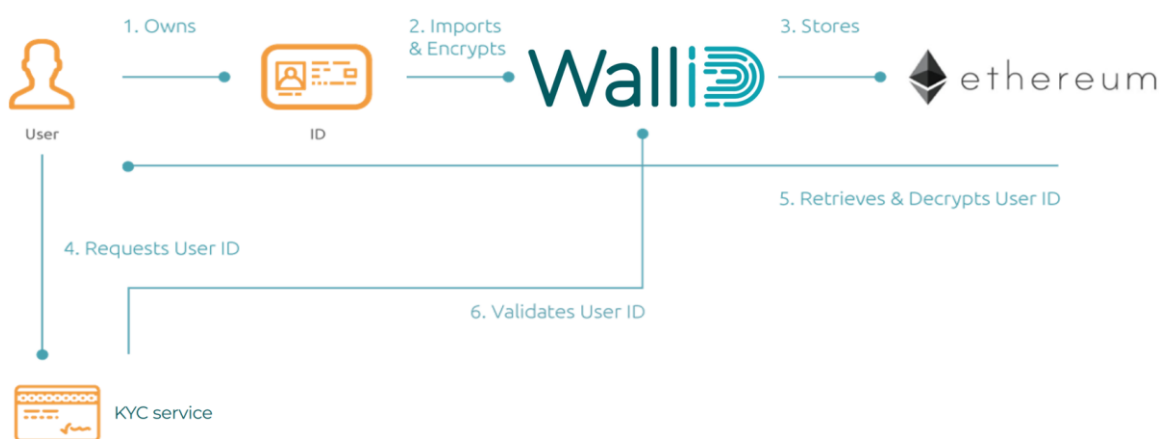 1. Owns
2. Imports
& Encrypts
3. Stores
WalliD
ethereum
User
ID
5. Retrieves & Decrypts User ID
4. Requests User ID
6. Validates User ID
KYC service